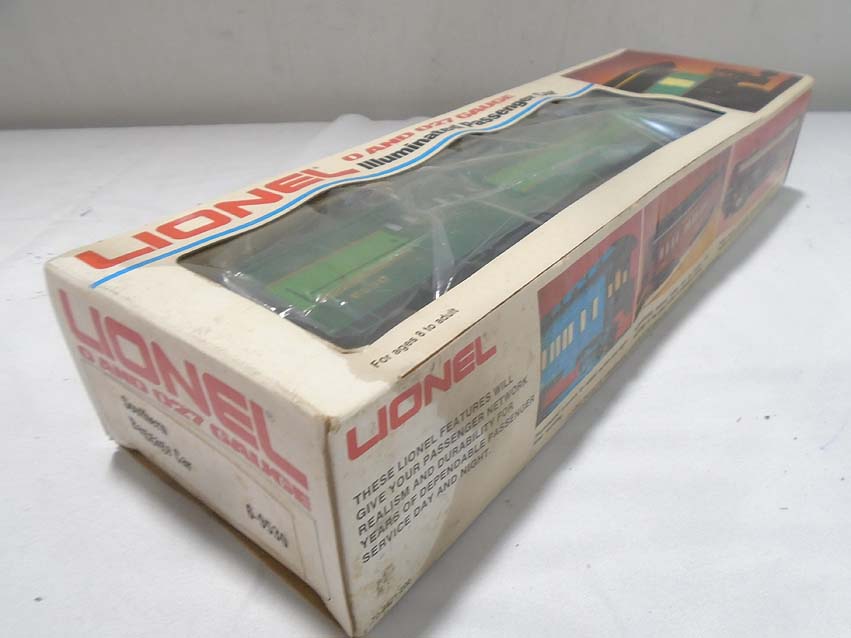 LIONEL
O AND O27 GAUGE
Illuminated Passenger Car
For ages 8 to adult
LIONEL
O AND O27 GAUGE
Southern
Baggage Car
6-9530
LIONEL
THESE LIONEL FEATURES WILL
GIVE YOUR PASSENGER NETWORK
REALISM AND DURABILITY FOR
YEARS OF DEPENDABLE PASSENGER
SERVICE DAY AND NIGHT.